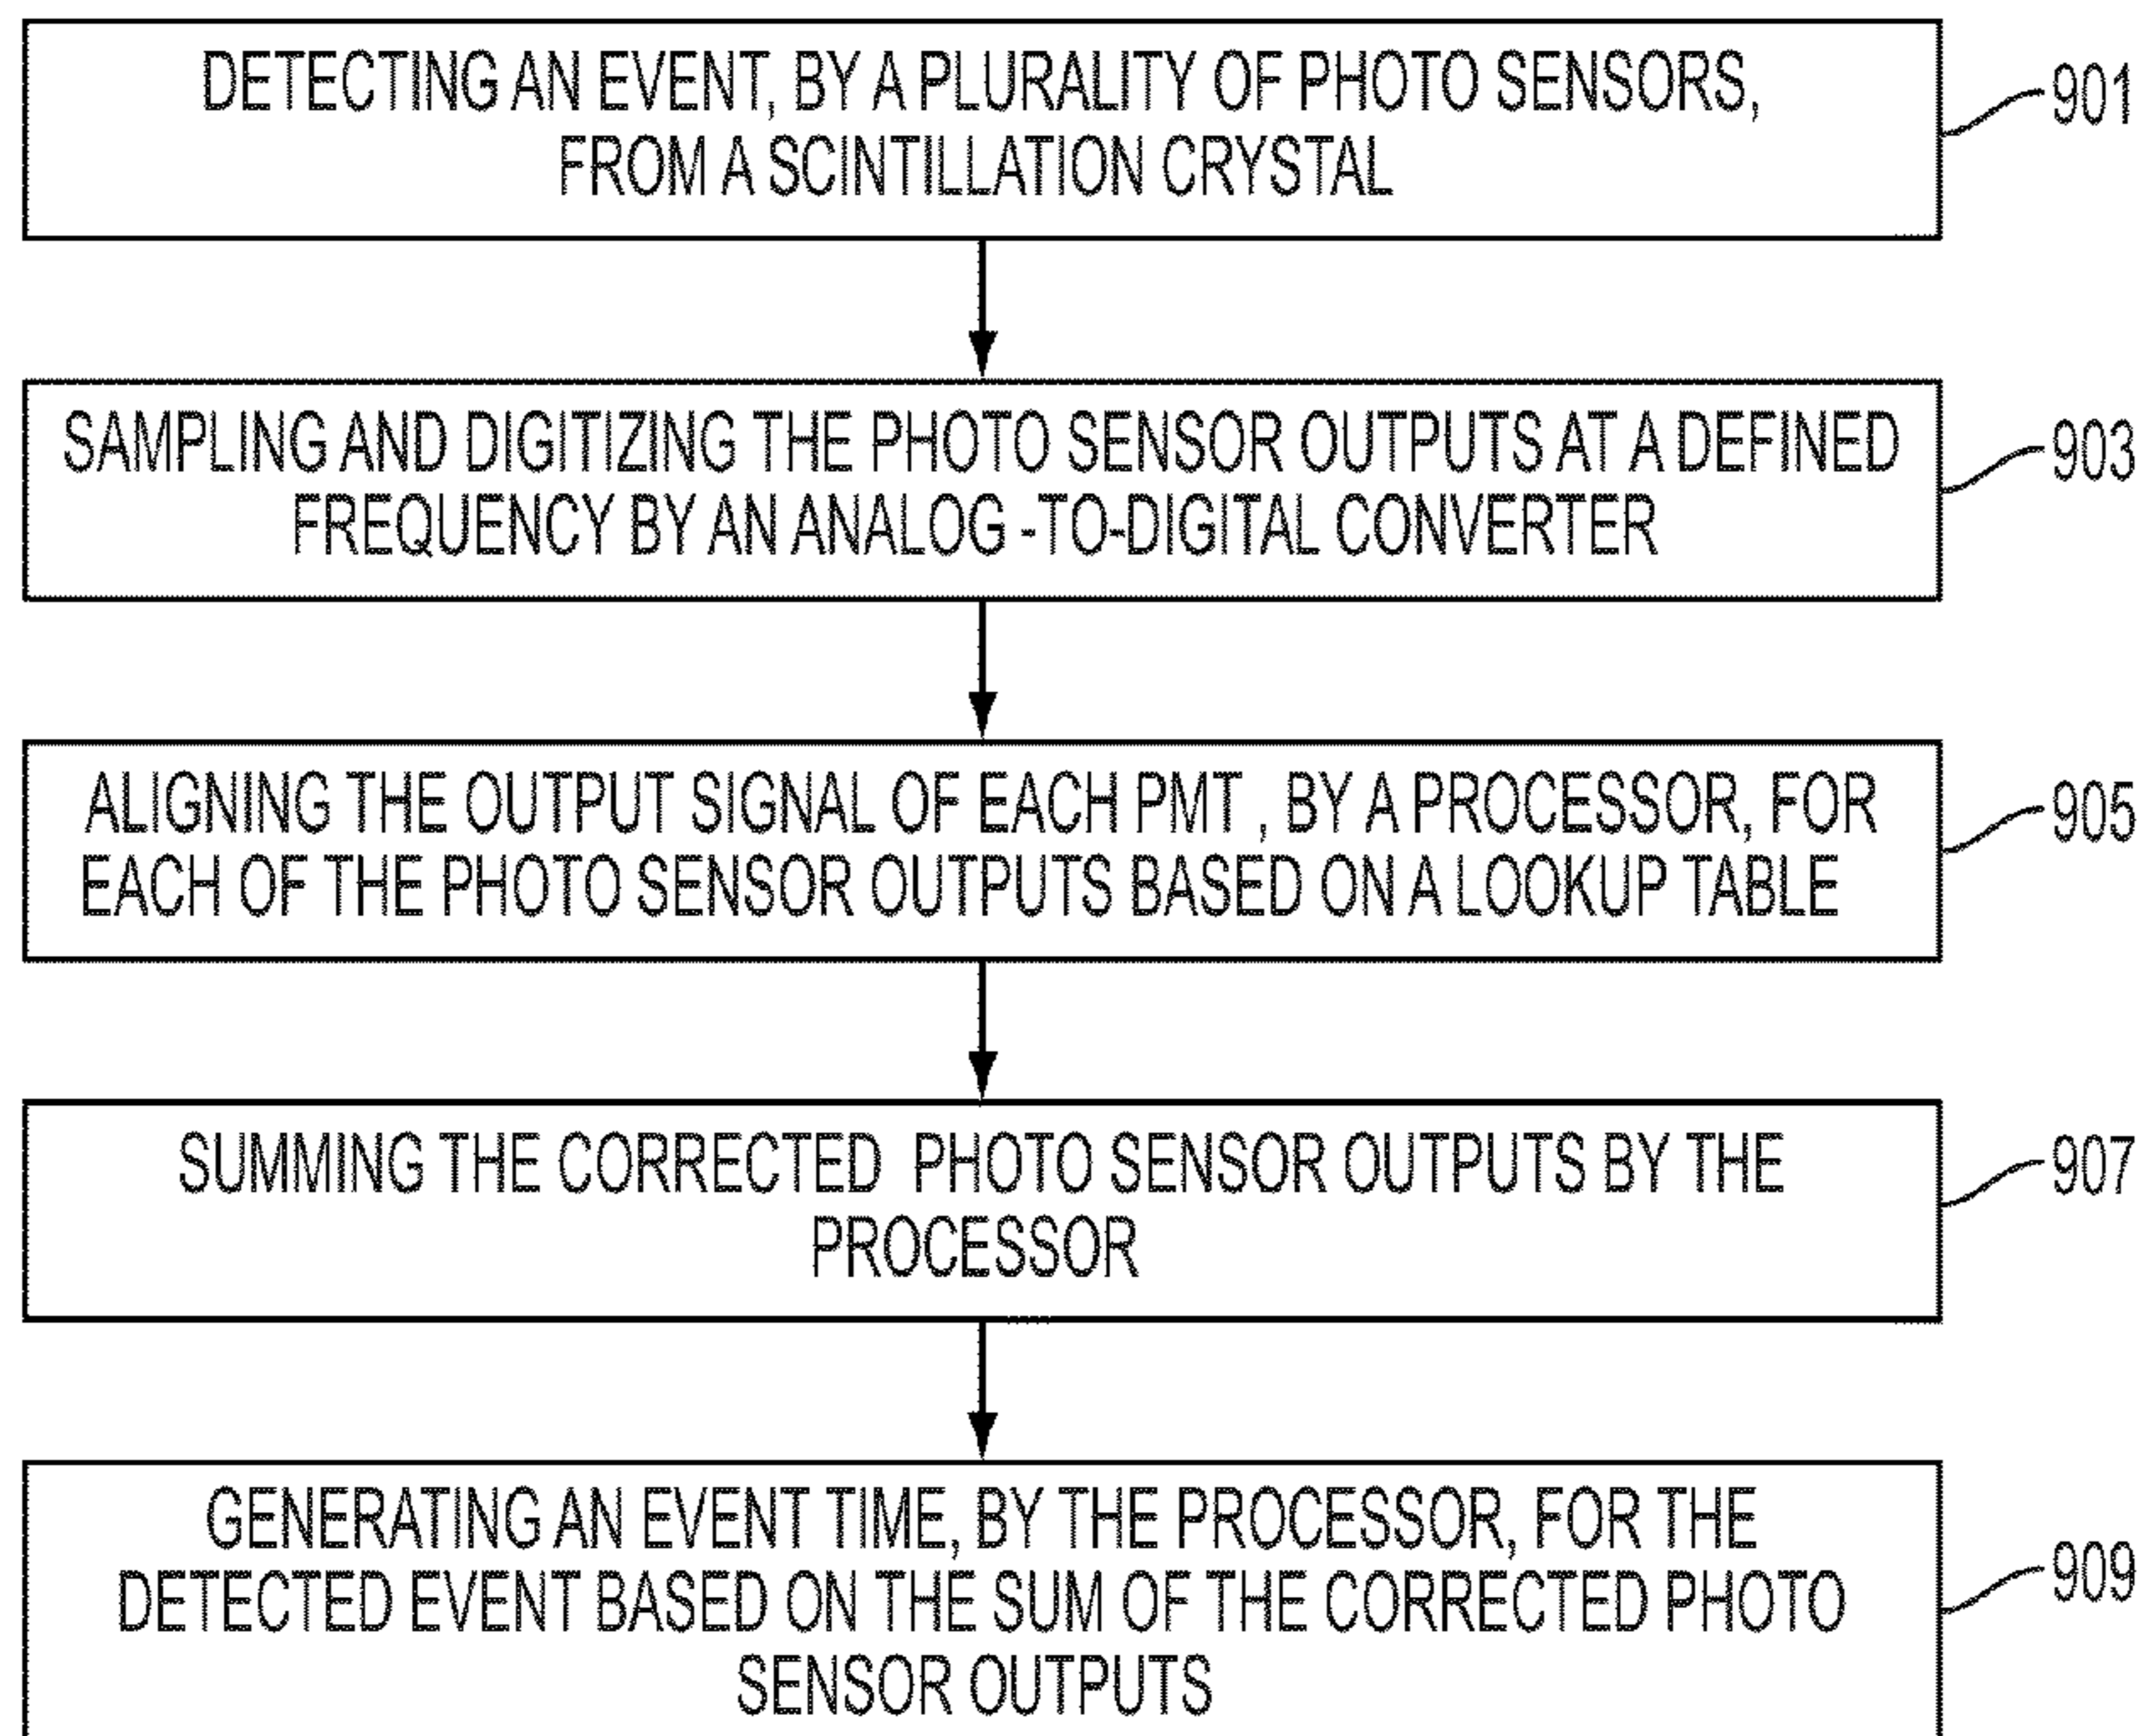 DETECTING AN EVENT, BY A PLURALITY OF PHOTO SENSORS,
FROM A SCINTILLATION CRYSTAL
901
SAMPLING AND DIGITIZING THE PHOTO SENSOR OUTPUTS AT A DEFINED
FREQUENCY BY AN ANALOG -TO-DIGITAL CONVERTER
903
ALIGNING THE OUTPUT SIGNAL OF EACH PMT , BY A PROCESSOR, FOR
EACH OF THE PHOTO SENSOR OUTPUTS BASED ON A LOOKUP TABLE
905
SUMMING THE CORRECTED PHOTO SENSOR OUTPUTS BY THE
PROCESSOR
907
GENERATING AN EVENT TIME, BY THE PROCESSOR, FOR THE
DETECTED EVENT BASED ON THE SUM OF THE CORRECTED PHOTO
SENSOR OUTPUTS
909